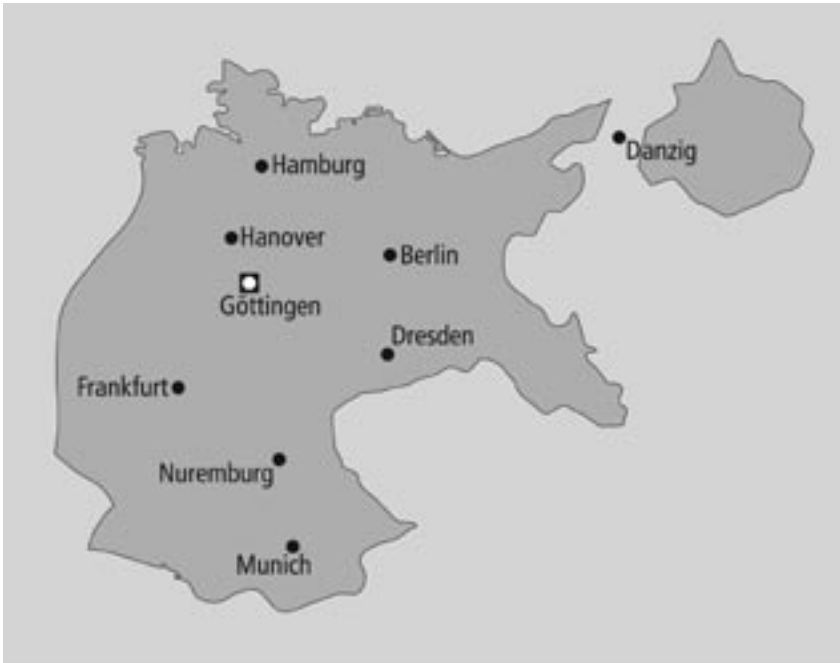 Danzig
Hamburg
Hanover
Berlin
Göttingen
Dresden
Frankfurt
Nuremburg
Munich